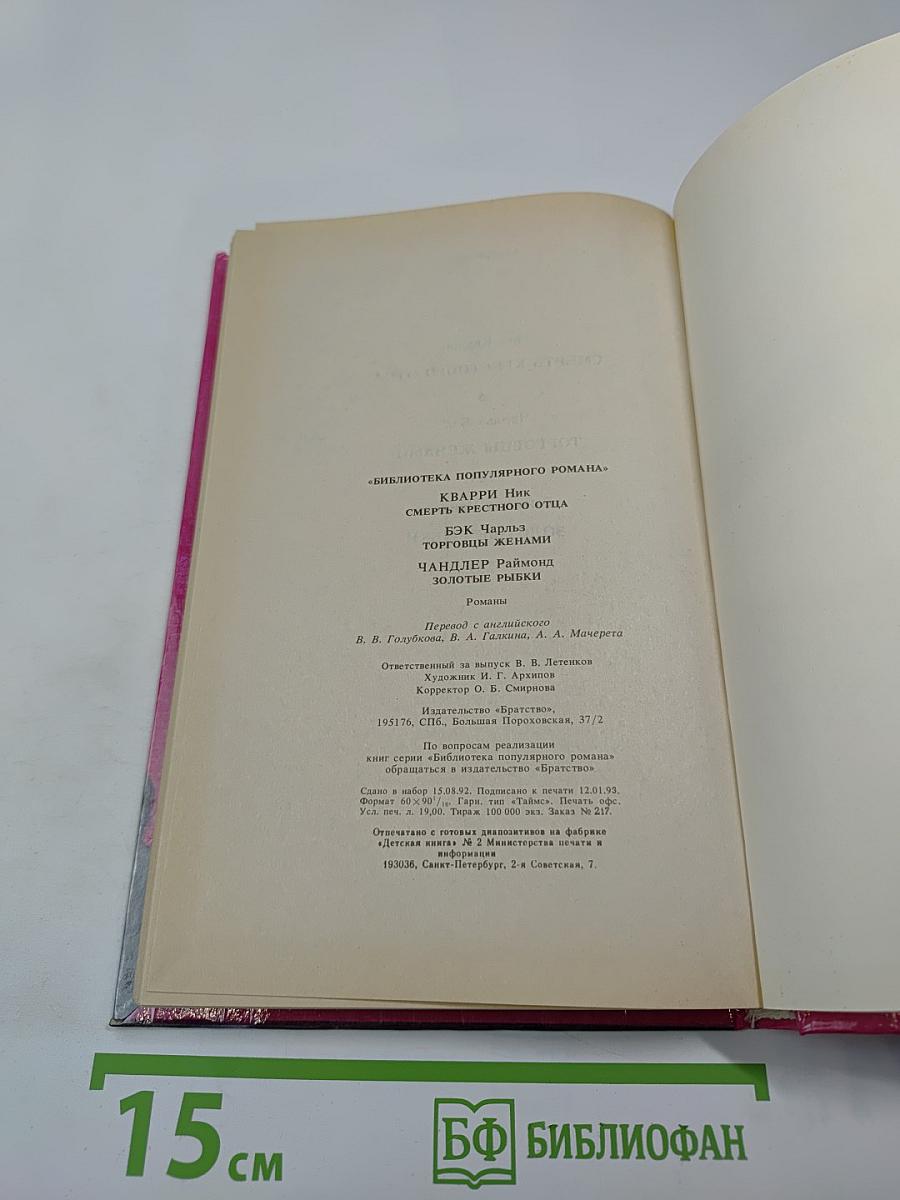 «БИБЛИОТЕКА ПОПУЛЯРНОГО РОМАНА»
КВАРРИ Ник
СМЕРТЬ КРЕСТНОГО ОТЦА
БЭК Чарльз
ТОРГОВЦЫ ЖЕНАМИ
ЧАНДЛЕР Раймонд
ЗОЛОТЫЕ РЫБКИ
Романы
Перевод с английского
В. В. Голубкова, В. А. Галкина, А. А. Мачерета
Ответственный за выпуск В. В. Летенков
Художник И. Г. Архипов
Корректор О. Б. Смирнова
Издательство «Братство»,
195176, СПб., Большая Пороховская, 37/2
По вопросам реализации
книг серии «Библиотека популярного романа»
обращаться в издательство «Братство»
Сдано в набор 15.08.92. Подписано к печати 12.01.93.
Формат 60×90¹/₁₆. Гарн. тип «Таймс». Печать офс.
Усл. печ. л. 19,00. Тираж 100 000 экз. Заказ № 217.
Отпечатано с готовых диапозитивов на фабрике
«Детская книга» № 2 Министерства печати и
информации
193036, Санкт-Петербург, 2-я Советская, 7.
15 см
БФ БИБЛИОФАН